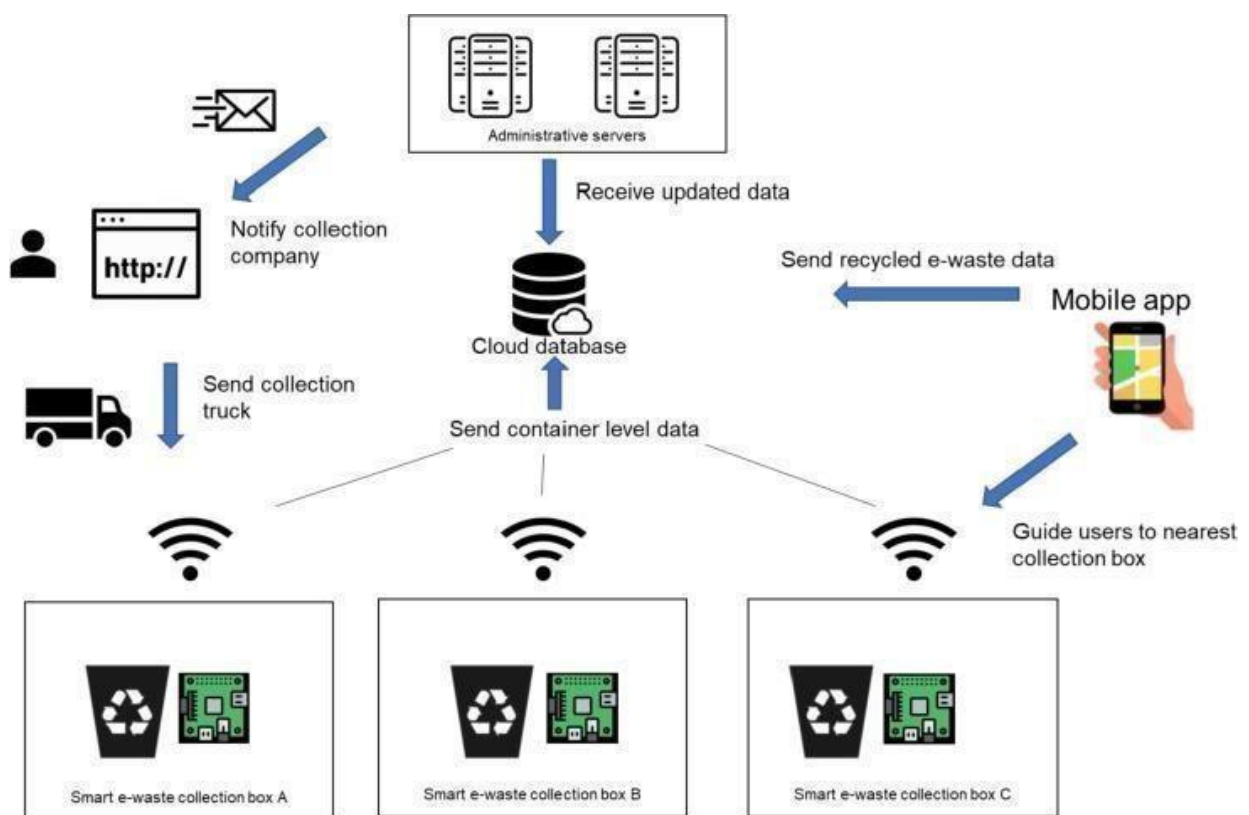 Administrative servers
Receive updated data
Notify collection
company
http://
Send recycled e-waste data
Mobile app
Cloud database
Send collection
truck
Send container level data
Guide users to nearest
collection box
Smart e-waste collection box A
Smart e-waste collection box B
Smart e-waste collection box C